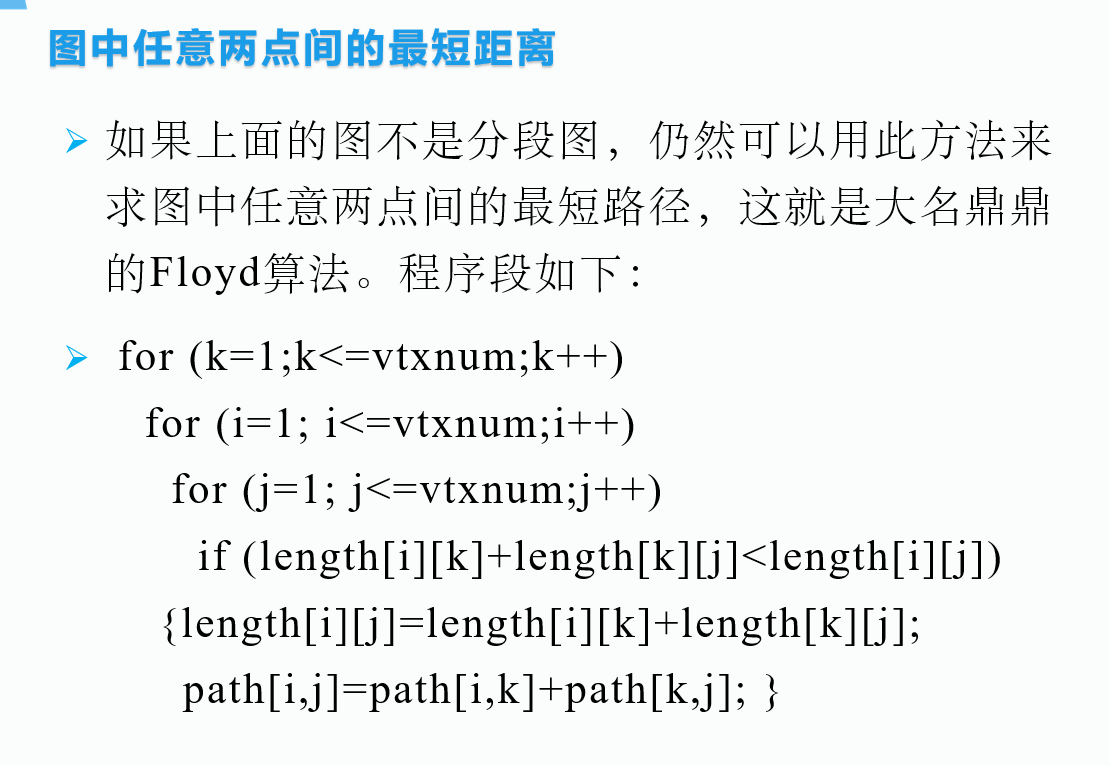 图中任意两点间的最短距离
如果上面的图不是分段图，仍然可以用此方法来
求图中任意两点间的最短路径，这就是大名鼎鼎
的Floyd算法。程序段如下：
for (k=1;k<=vtxnum;k++)
for (i=1; i<=vtxnum;i++)
for (j=1; j<=vtxnum;j++)
if (length[i][k]+length[k][j]<length[i][j])
{length[i][j]=length[i][k]+length[k][j];
path[i,j]=path[i,k]+path[k,j]; }